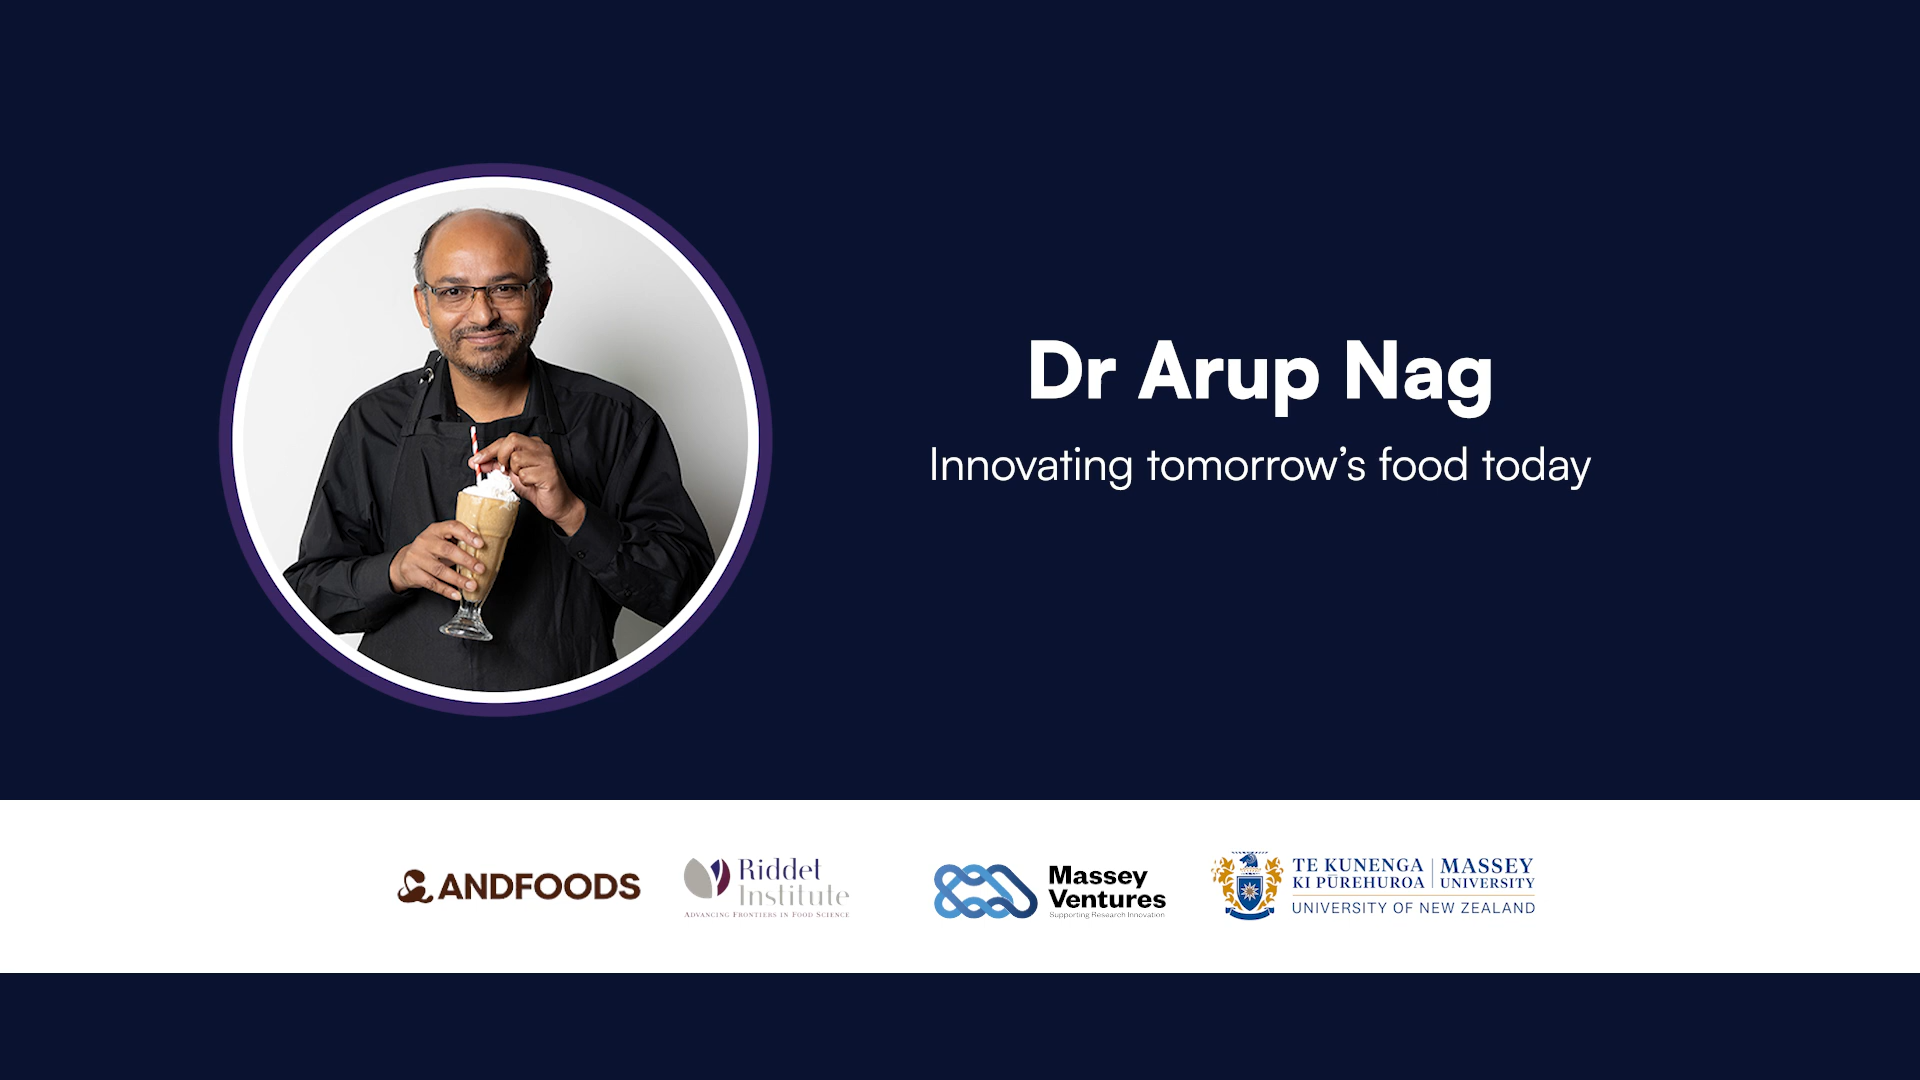 Dr Arup Nag
Innovating tomorrow’s food today
ANDFOODS
Riddet
Institute
ADVANCING FRONTIERS IN FOOD SCIENCE
Massey
Ventures
Supporting Research Innovation
TE KUNENGA
KI PŪREHUROA
MASSEY
UNIVERSITY
UNIVERSITY OF NEW ZEALAND